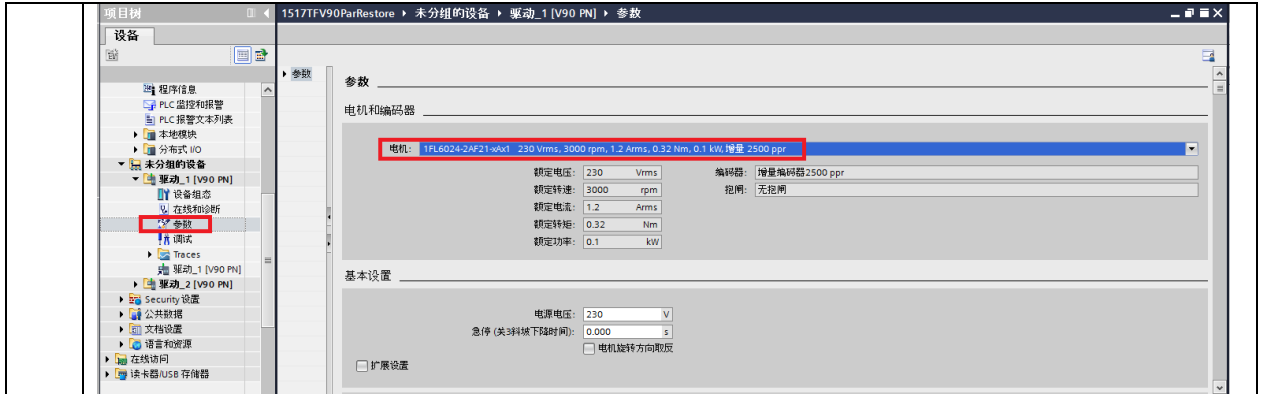 项目树
1517TFV90ParRestore ▸ 未分组的设备 ▸ 驱动_1 [V90 PN] ▸ 参数
设备
程序信息
PLC 监控和报警
PLC 报警文本列表
本地模块
分布式 I/O
未分组的设备
驱动_1 [V90 PN]
设备组态
在线和诊断
参数
调试
Traces
驱动_1 [V90 PN]
驱动_2 [V90 PN]
Security 设置
公共数据
文档设置
语言和资源
在线访问
读卡器/USB 存储器
参数
参数
电机和编码器
电机: 1FL6024-2AF21-xAx1 230 Vrms, 3000 rpm, 1.2 Arms, 0.32 Nm, 0.1 kW, 增量 2500 ppr
额定电压: 230 Vrms 编码器: 增量编码器2500 ppr
额定转速: 3000 rpm 抱闸: 无抱闸
额定电流: 1.2 Arms
额定转矩: 0.32 Nm
额定功率: 0.1 kW
基本设置
电源电压: 230 V
急停 (关3斜坡下降时间): 0.000 s
电机旋转方向取反
扩展设置